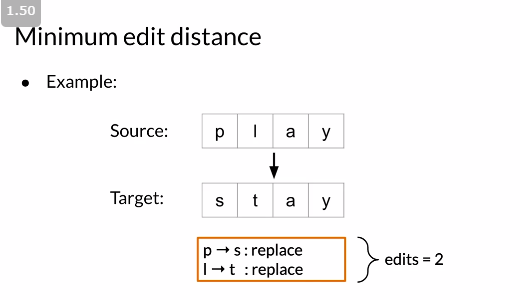 1.50
Minimum edit distance
● Example:
Source: p l a y
Target: s t a y
p → s : replace
l → t : replace
edits = 2